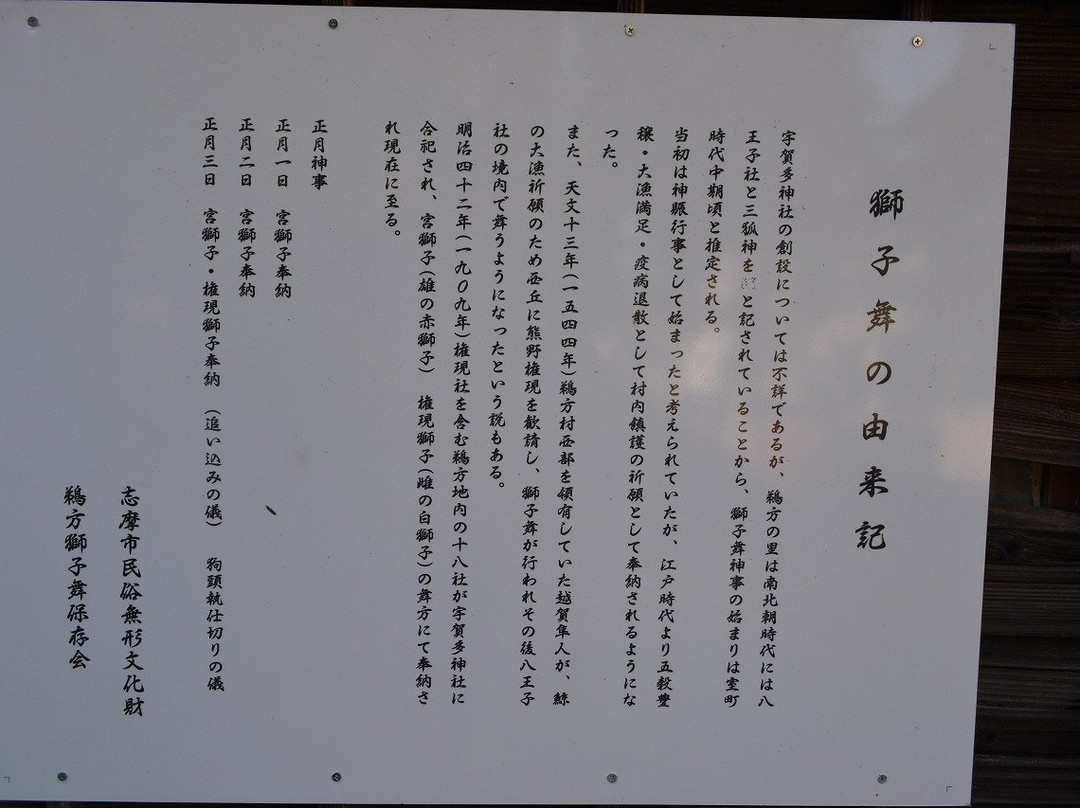 獅子舞の由来記
宇賀多神社の創設については不詳であるが、鵜方の里は南北朝時代には八
王子社と三狐神を と記されていることから、獅子舞神事の始まりは室町
時代中期頃と推定される。
当初は神賑行事として始まったと考えられていたが、江戸時代より五穀豊
穣・大漁満足・疫病退散として村内鎮護の祈願として奉納されるようにな
った。
また、天文十三年(一五四四年)鵜方村西部を領有していた越賀隼人が、鯨
の大漁祈願のため西丘に熊野権現を歓請し、獅子舞が行われその後八王子
社の境内で舞うようになったという説もある。
明治四十二年(一九〇九年)権現社を含む鵜方地内の十八社が宇賀多神社に
合祀され、宮獅子(雄の赤獅子) 権現獅子(雌の白獅子)の舞方にて奉納さ
れ現在に至る。
正月神事
正月一日 宮獅子奉納
正月二日 宮獅子奉納
正月三日 宮獅子・権現獅子奉納 (追い込みの儀) 狗頭執仕切りの儀
志摩市民俗無形文化財
鵜方獅子舞保存会